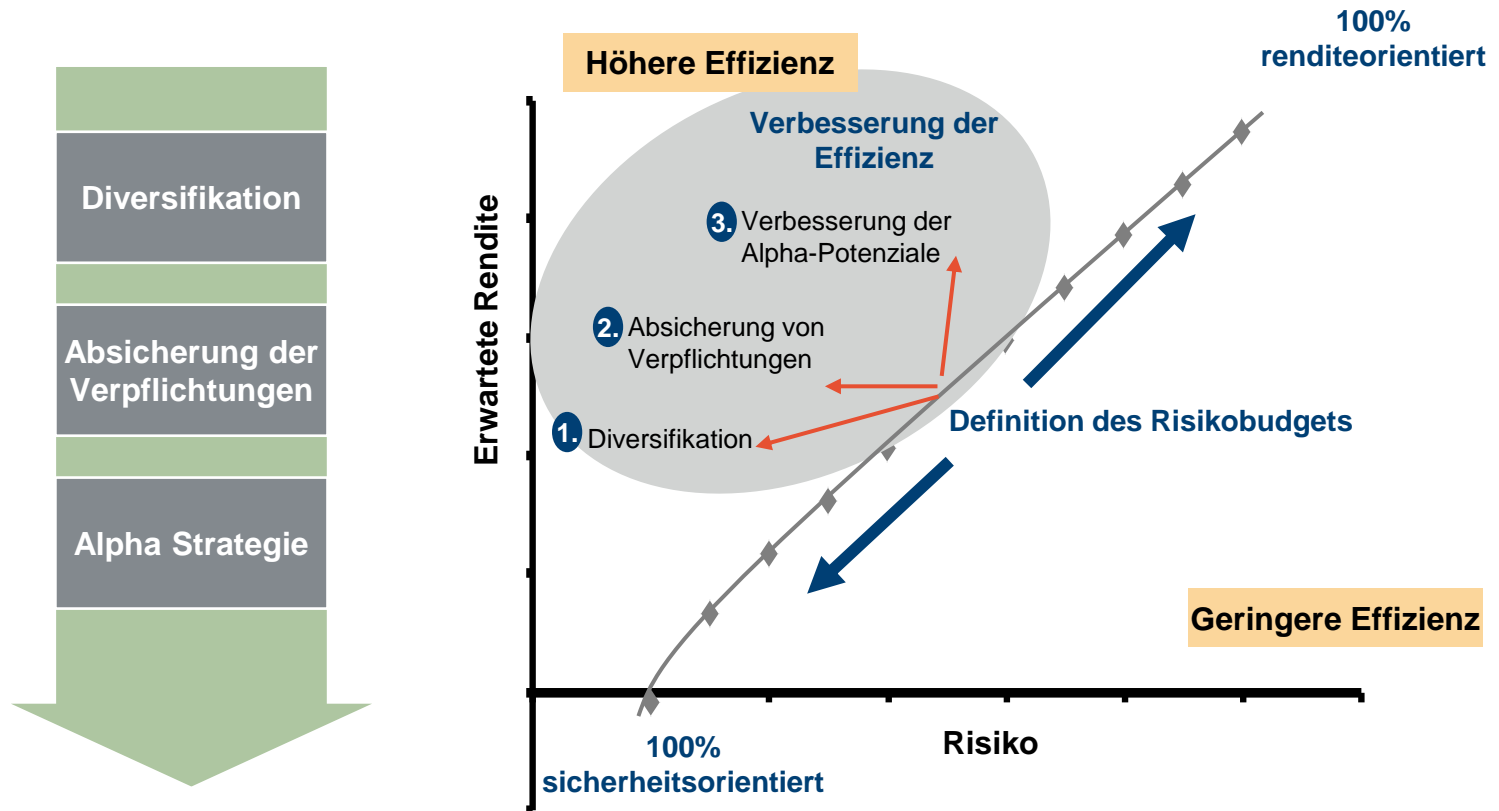 Diversifikation
Absicherung der
Verpflichtungen
Alpha Strategie
100%
renditeorientiert
Höhere Effizienz
Verbesserung der
Effizienz
3. Verbesserung der
Alpha-Potenziale
2. Absicherung von
Verpflichtungen
1. Diversifikation
Erwartete Rendite
Definition des Risikobudgets
Geringere Effizienz
Risiko
100%
sicherheitsorientiert